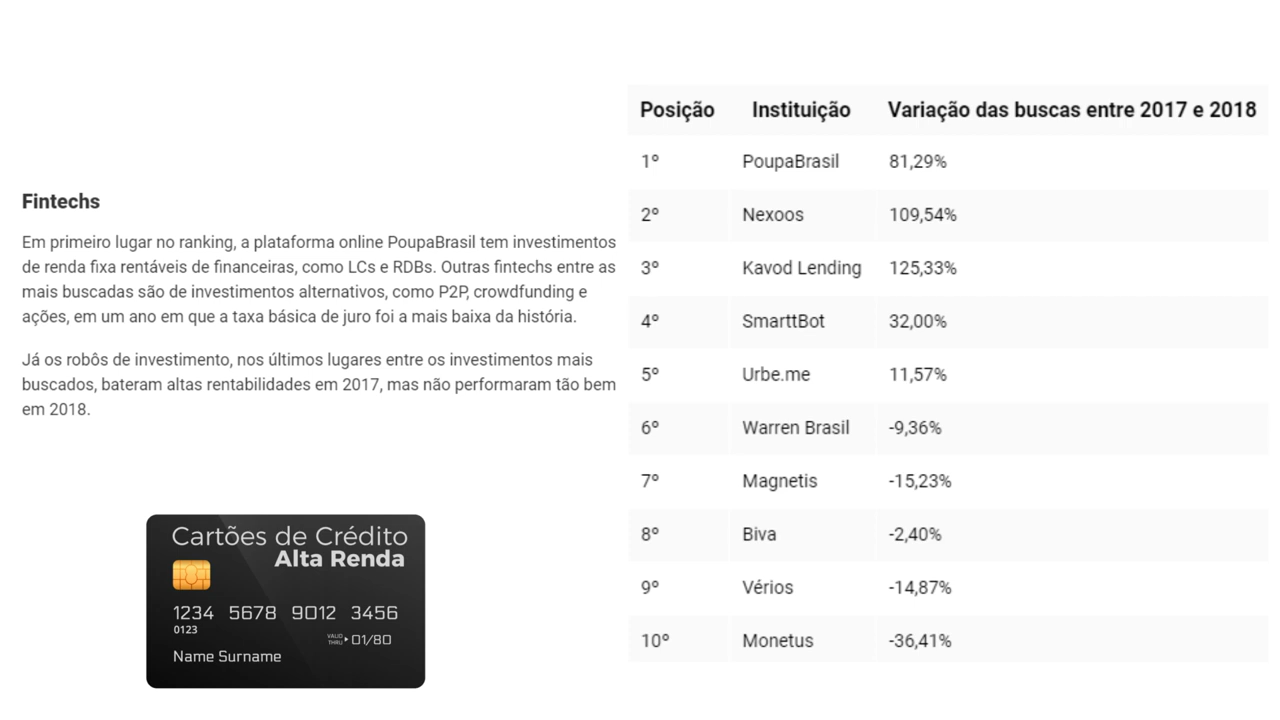 Fintechs
Em primeiro lugar no ranking, a plataforma online PoupaBrasil tem investimentos
de renda fixa rentáveis de financeiras, como LCs e RDBs. Outras fintechs entre as
mais buscadas são de investimentos alternativos, como P2P, crowdfunding e
ações, em um ano em que a taxa básica de juro foi a mais baixa da história.
Já os robôs de investimento, nos últimos lugares entre os investimentos mais
buscados, bateram altas rentabilidades em 2017, mas não performaram tão bem
em 2018.
Cartões de Crédito
Alta Renda
1234 5678 9012 3456
0123
VALID THRU 01/80
Name Surname
Posição Instituição Variação das buscas entre 2017 e 2018
1º PoupaBrasil 81,29%
2º Nexoos 109,54%
3º Kavod Lending 125,33%
4º SmarttBot 32,00%
5º Urbe.me 11,57%
6º Warren Brasil -9,36%
7º Magnetis -15,23%
8º Biva -2,40%
9º Vérios -14,87%
10º Monetus -36,41%